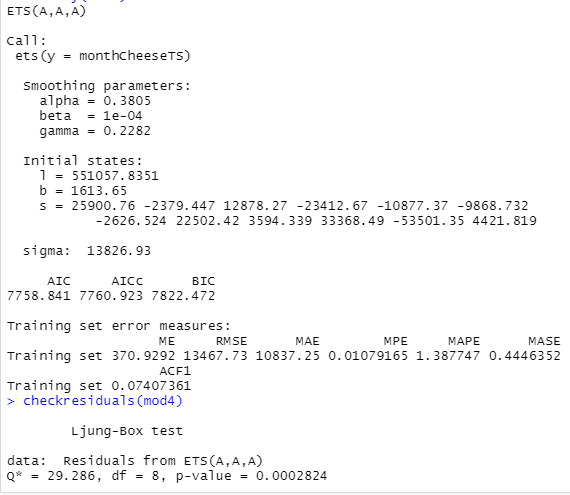 ETS(A,A,A)
Call:
ets(y = monthCheeseTS)
Smoothing parameters:
alpha = 0.3805
beta  = 1e-04
gamma = 0.2282
Initial states:
l = 551057.8351
b = 1613.65
s = 25900.76 -2379.447 12878.27 -23412.67 -10877.37 -9868.732
-2626.524 22502.42 3594.339 33368.49 -53501.35 4421.819
sigma:  13826.93
AIC     AICc      BIC
7758.841 7760.923 7822.472
Training set error measures:
ME     RMSE      MAE        MPE     MAPE      MASE
Training set 370.9292 13467.73 10837.25 0.01079165 1.387747 0.4446352
ACF1
Training set 0.07407361
> checkresiduals(mod4)
Ljung-Box test
data:  Residuals from ETS(A,A,A)
Q* = 29.286, df = 8, p-value = 0.0002824